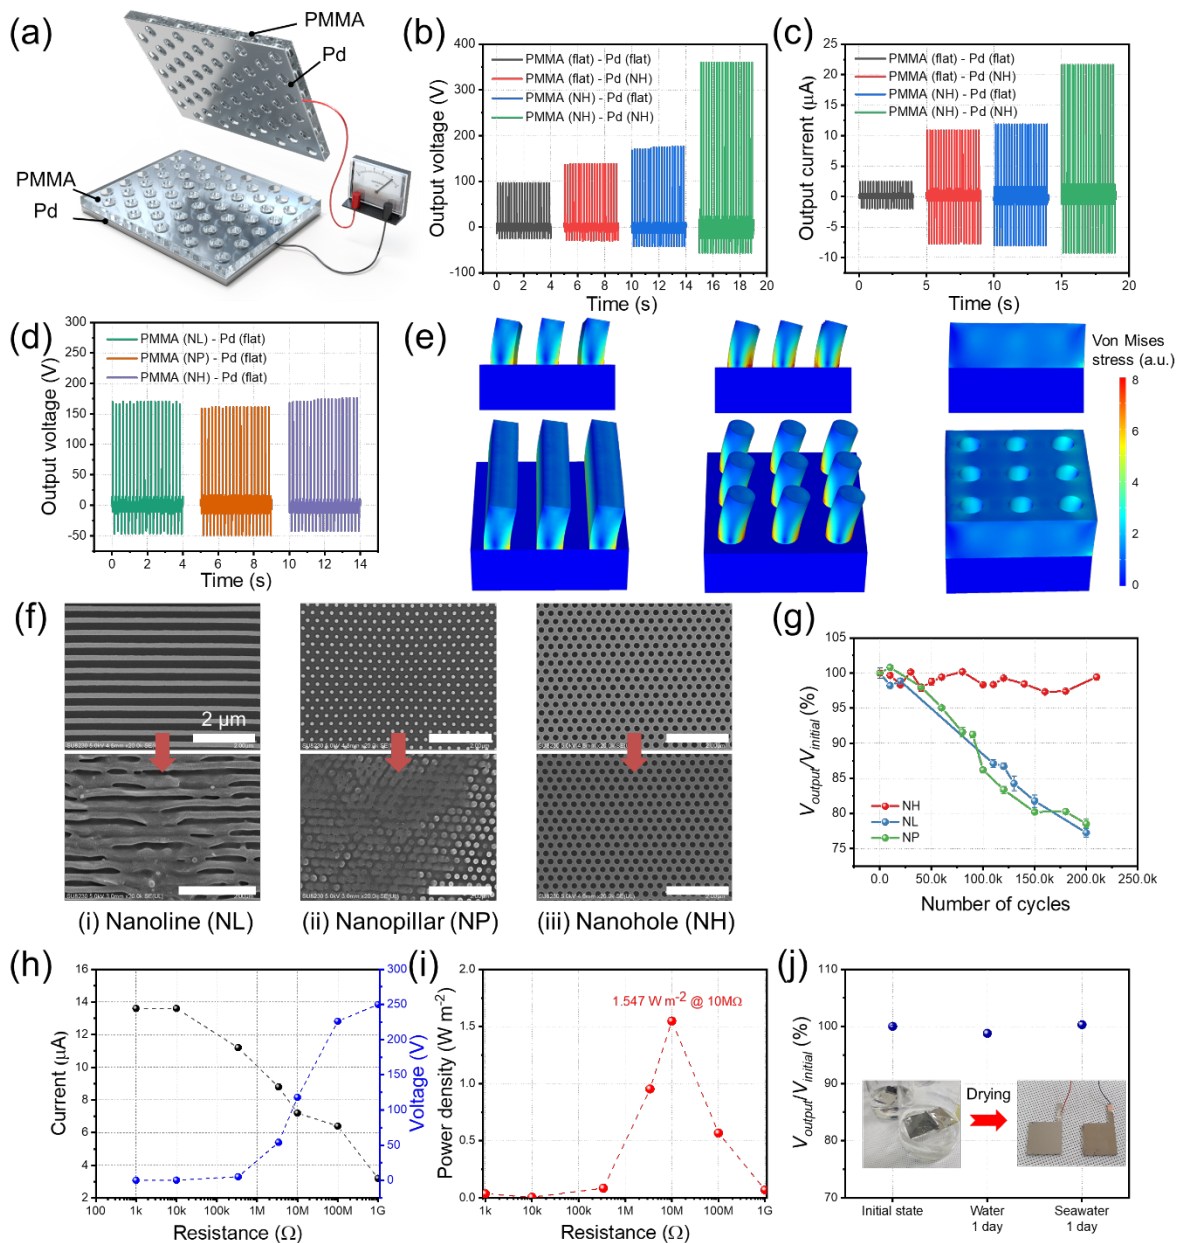 (a)
PMMA
Pd
PMMA
Pd
(b)
400
350
300
250
200
150
100
50
0
-50
-100
Output voltage (V)
PMMA (flat) - Pd (flat)
PMMA (flat) - Pd (NH)
PMMA (NH) - Pd (flat)
PMMA (NH) - Pd (NH)
0 2 4 6 8 10 12 14 16 18 20
Time (s)
(c)
25
20
15
10
5
0
-5
-10
Output current (μA)
PMMA (flat) - Pd (flat)
PMMA (flat) - Pd (NH)
PMMA (NH) - Pd (flat)
PMMA (NH) - Pd (NH)
0 5 10 15 20
Time (s)
(d)
300
250
200
150
100
50
0
-50
Output voltage (V)
PMMA (NL) - Pd (flat)
PMMA (NP) - Pd (flat)
PMMA (NH) - Pd (flat)
0 2 4 6 8 10 12 14
Time (s)
(e)
Von Mises
stress (a.u.)
8
6
4
2
0
(f)
2 μm
(i) Nanoline (NL)
(ii) Nanopillar (NP)
(iii) Nanohole (NH)
(g)
105
100
95
90
85
80
75
V_output/V_initial (%)
NH
NL
NP
0.0 50.0k 100.0k 150.0k 200.0k 250.0k
Number of cycles
(h)
16
14
12
10
8
6
4
2
Current (μA)
300
250
200
150
100
50
0
Voltage (V)
100 1k 10k 100k 1M 10M 100M 1G
Resistance (Ω)
(i)
2.0
1.5
1.0
0.5
0.0
Power density (W m⁻²)
1.547 W m⁻² @ 10MΩ
1k 10k 100k 1M 10M 100M 1G
Resistance (Ω)
(j)
110
100
90
80
70
V_output/V_initial (%)
Drying
Initial state
Water
1 day
Seawater
1 day